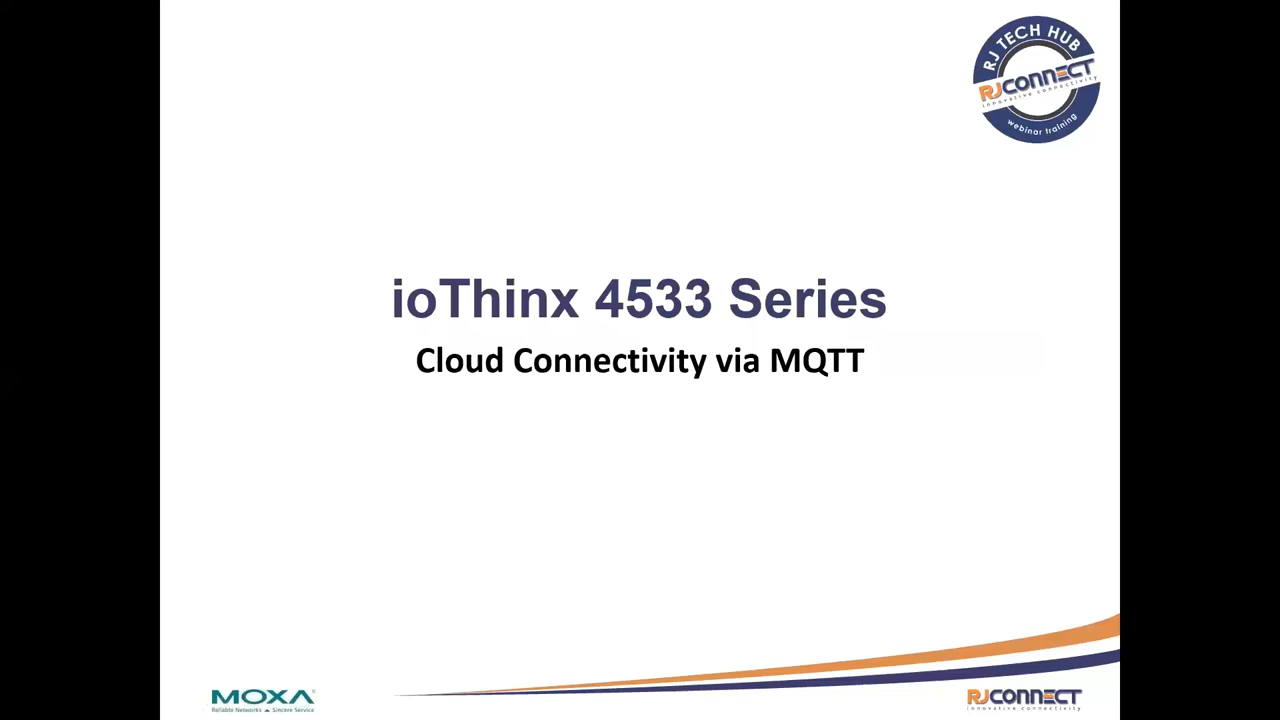 RJ TECH HUB
RJCONNECT
innovative connectivity
webinar training
ioThinx 4533 Series
Cloud Connectivity via MQTT
MOXA®
Reliable Networks ▲ Sincere Service
RJCONNECT
innovative connectivity